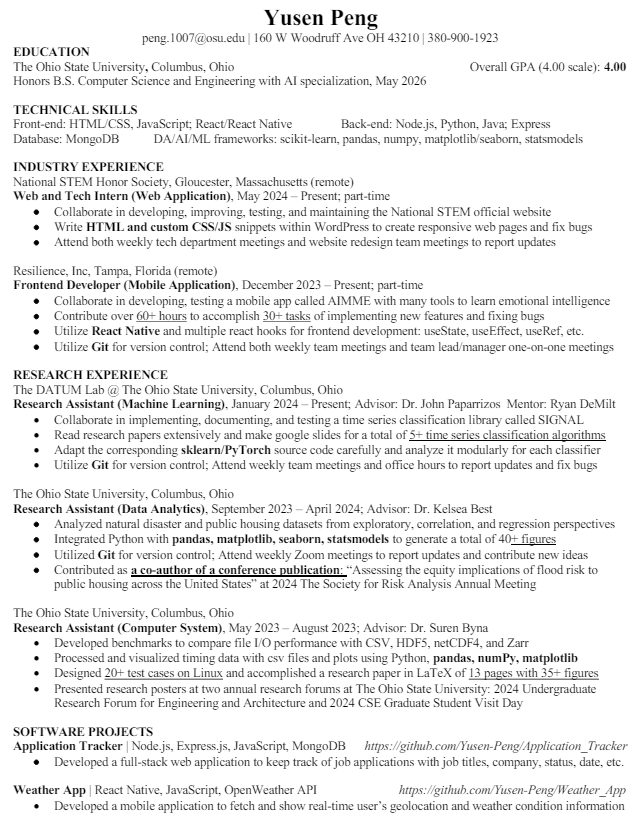 Yusen Peng
peng.1007@osu.edu | 160 W Woodruff Ave OH 43210 | 380-900-1923
EDUCATION
The Ohio State University, Columbus, Ohio Overall GPA (4.00 scale): 4.00
Honors B.S. Computer Science and Engineering with AI specialization, May 2026
TECHNICAL SKILLS
Front-end: HTML/CSS, JavaScript; React/React Native Back-end: Node.js, Python, Java; Express
Database: MongoDB DA/AI/ML frameworks: scikit-learn, pandas, numpy, matplotlib/seaborn, statsmodels
INDUSTRY EXPERIENCE
National STEM Honor Society, Gloucester, Massachusetts (remote)
Web and Tech Intern (Web Application), May 2024 – Present; part-time
● Collaborate in developing, improving, testing, and maintaining the National STEM official website
● Write HTML and custom CSS/JS snippets within WordPress to create responsive web pages and fix bugs
● Attend both weekly tech department meetings and website redesign team meetings to report updates
Resilience, Inc, Tampa, Florida (remote)
Frontend Developer (Mobile Application), December 2023 – Present; part-time
● Collaborate in developing, testing a mobile app called AIMME with many tools to learn emotional intelligence
● Contribute over 60+ hours to accomplish 30+ tasks of implementing new features and fixing bugs
● Utilize React Native and multiple react hooks for frontend development: useState, useEffect, useRef, etc.
● Utilize Git for version control; Attend both weekly team meetings and team lead/manager one-on-one meetings
RESEARCH EXPERIENCE
The DATUM Lab @ The Ohio State University, Columbus, Ohio
Research Assistant (Machine Learning), January 2024 – Present; Advisor: Dr. John Paparrizos Mentor: Ryan DeMilt
● Collaborate in implementing, documenting, and testing a time series classification library called SIGNAL
● Read research papers extensively and make google slides for a total of 5+ time series classification algorithms
● Adapt the corresponding sklearn/PyTorch source code carefully and analyze it modularly for each classifier
● Utilize Git for version control; Attend weekly team meetings and office hours to report updates and fix bugs
The Ohio State University, Columbus, Ohio
Research Assistant (Data Analytics), September 2023 – April 2024; Advisor: Dr. Kelsea Best
● Analyzed natural disaster and public housing datasets from exploratory, correlation, and regression perspectives
● Integrated Python with pandas, matplotlib, seaborn, statsmodels to generate a total of 40+ figures
● Utilized Git for version control; Attend weekly Zoom meetings to report updates and contribute new ideas
● Contributed as a co-author of a conference publication: “Assessing the equity implications of flood risk to
public housing across the United States” at 2024 The Society for Risk Analysis Annual Meeting
The Ohio State University, Columbus, Ohio
Research Assistant (Computer System), May 2023 – August 2023; Advisor: Dr. Suren Byna
● Developed benchmarks to compare file I/O performance with CSV, HDF5, netCDF4, and Zarr
● Processed and visualized timing data with csv files and plots using Python, pandas, numPy, matplotlib
● Designed 20+ test cases on Linux and accomplished a research paper in LaTeX of 13 pages with 35+ figures
● Presented research posters at two annual research forums at The Ohio State University: 2024 Undergraduate
Research Forum for Engineering and Architecture and 2024 CSE Graduate Student Visit Day
SOFTWARE PROJECTS
Application Tracker | Node.js, Express.js, JavaScript, MongoDB https://github.com/Yusen-Peng/Application_Tracker
● Developed a full-stack web application to keep track of job applications with job titles, company, status, date, etc.
Weather App | React Native, JavaScript, OpenWeather API https://github.com/Yusen-Peng/Weather_App
● Developed a mobile application to fetch and show real-time user’s geolocation and weather condition information